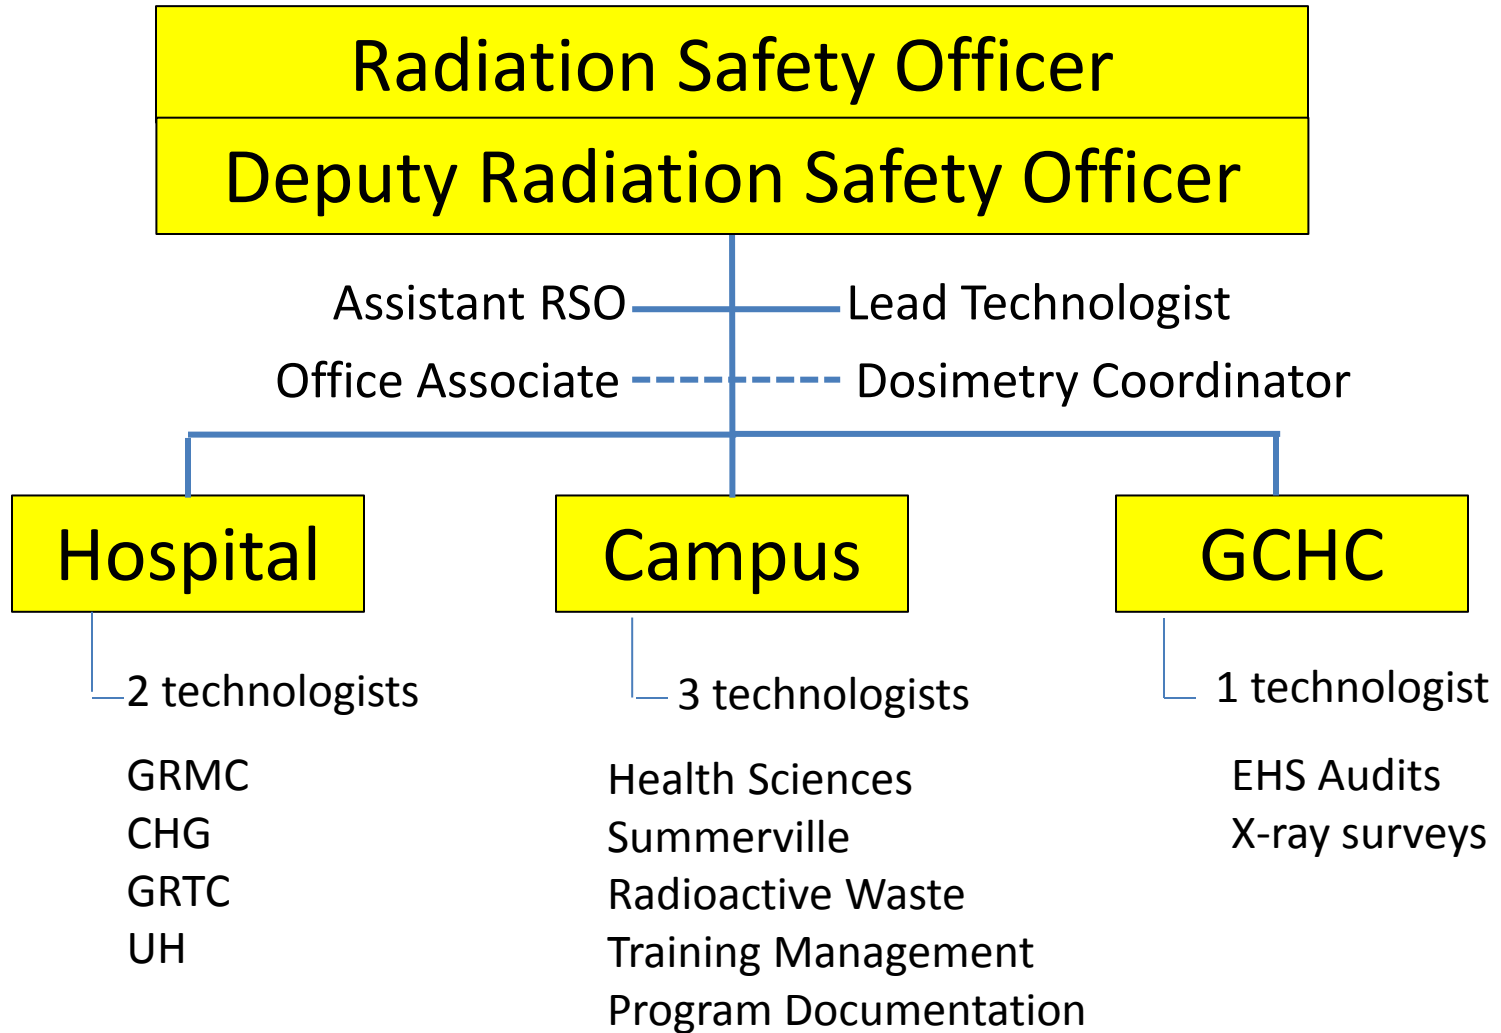 Radiation Safety Officer
Deputy Radiation Safety Officer
Assistant RSO
Lead Technologist
Office Associate
Dosimetry Coordinator
Hospital
Campus
GCHC
2 technologists
GRMC
CHG
GRTC
UH
3 technologists
Health Sciences
Summerville
Radioactive Waste
Training Management
Program Documentation
1 technologist
EHS Audits
X-ray surveys